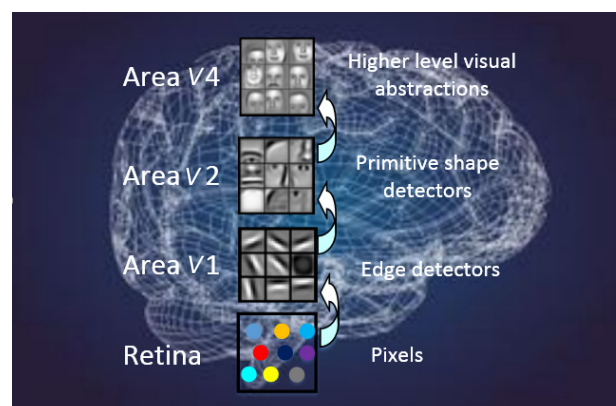 Area V4
Higher level visual
abstractions
Area V2
Primitive shape
detectors
Area V1
Edge detectors
Retina
Pixels